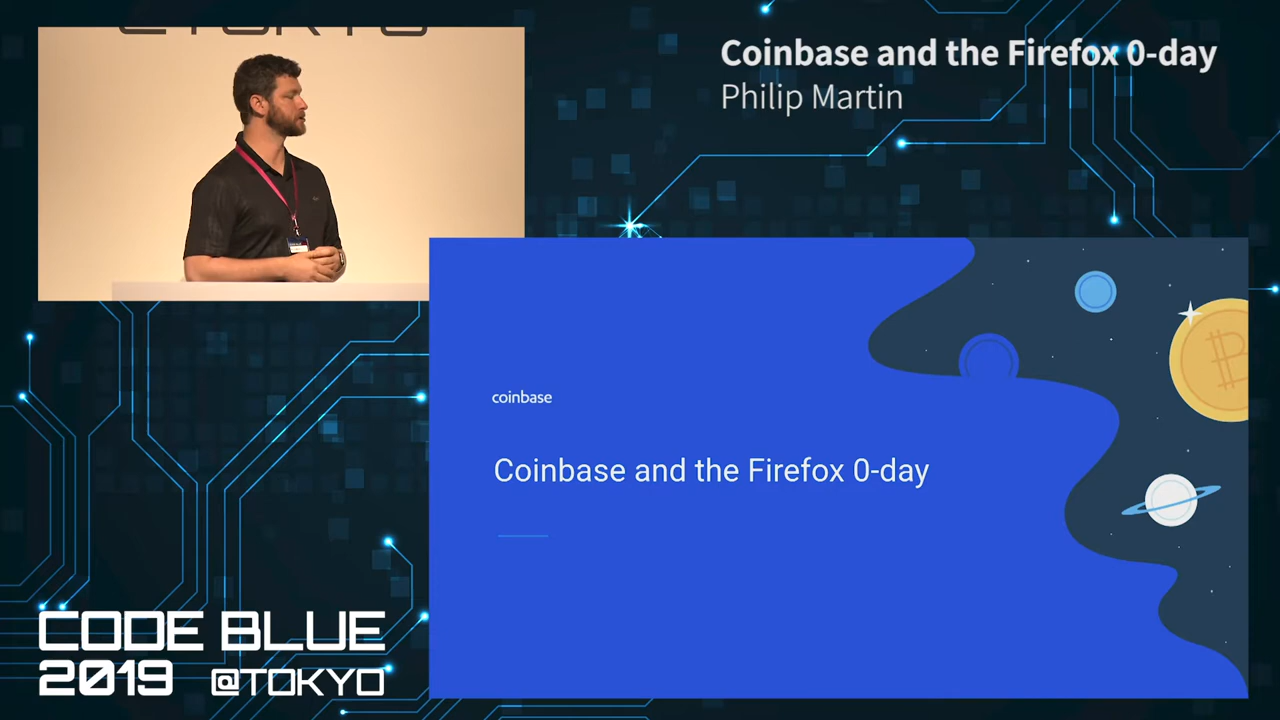 Coinbase and the Firefox 0-day
Philip Martin
coinbase
Coinbase and the Firefox 0-day
CODE BLUE
2019 @TOKYO